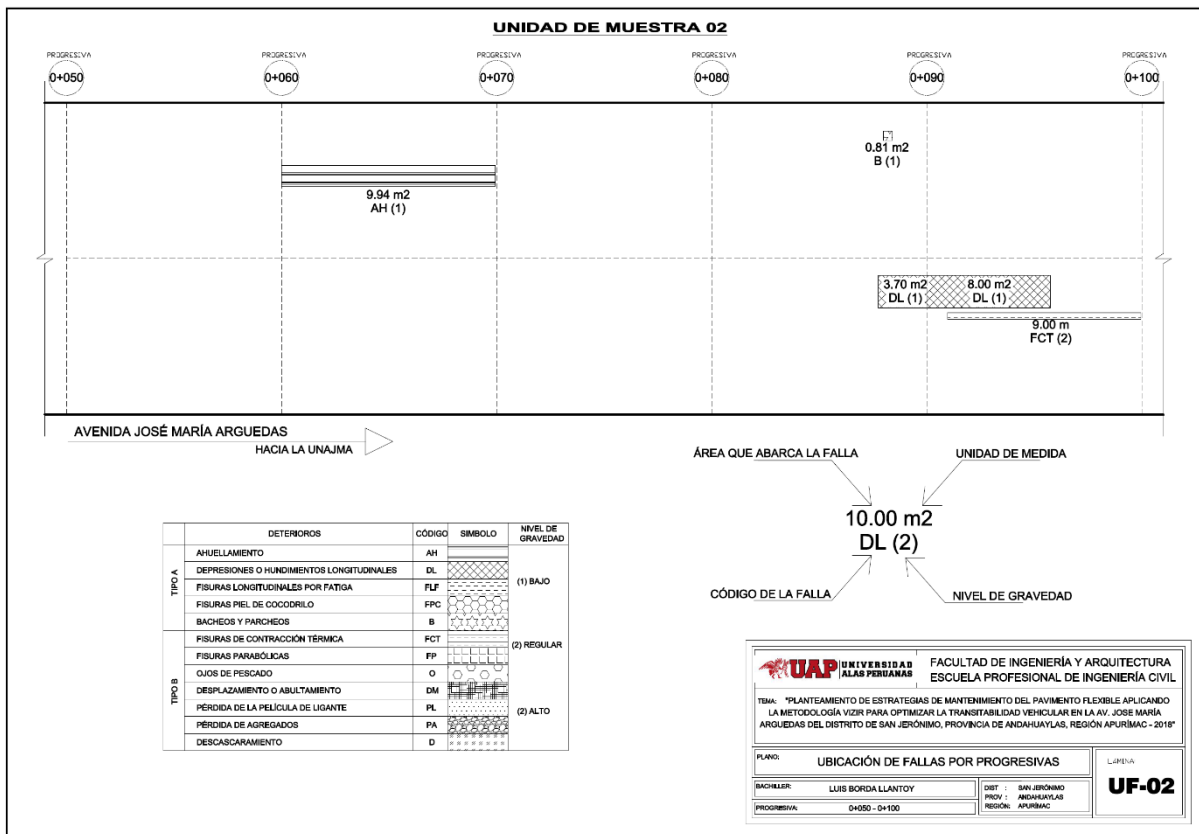 UNIDAD DE MUESTRA 02
PROGRESIVA PROGRESIVA PROGRESIVA PROGRESIVA PROGRESIVA PROGRESIVA
0+050 0+060 0+070 0+080 0+090 0+100
0.81 m2
B (1)
9.94 m2
AH (1)
3.70 m2 8.00 m2
DL (1) DL (1)
9.00 m
FCT (2)
AVENIDA JOSÉ MARÍA ARGUEDAS
HACIA LA UNAJMA
ÁREA QUE ABARCA LA FALLA UNIDAD DE MEDIDA
10.00 m2
DL (2)
CÓDIGO DE LA FALLA NIVEL DE GRAVEDAD
DETERIOROS CÓDIGO SIMBOLO NIVEL DE GRAVEDAD
TIPO A
AHUELLAMIENTO AH
DEPRESIONES O HUNDIMIENTOS LONGITUDINALES DL
(1) BAJO
FISURAS LONGITUDINALES POR FATIGA FLF
FISURAS PIEL DE COCODRILO FPC
BACHEOS Y PARCHEOS B
TIPO B
FISURAS DE CONTRACCIÓN TÉRMICA FCT
(2) REGULAR
FISURAS PARABÓLICAS FP
OJOS DE PESCADO O
DESPLAZAMIENTO O ABULTAMIENTO DM
PÉRDIDA DE LA PELÍCULA DE LIGANTE PL
(2) ALTO
PÉRDIDA DE AGREGADOS PA
DESCASCARAMIENTO D
UAP UNIVERSIDAD ALAS PERUANAS
FACULTAD DE INGENIERÍA Y ARQUITECTURA
ESCUELA PROFESIONAL DE INGENIERÍA CIVIL
TEMA: "PLANTEAMIENTO DE ESTRATEGIAS DE MANTENIMIENTO DEL PAVIMENTO FLEXIBLE APLICANDO
LA METODOLOGÍA VIZIR PARA OPTIMIZAR LA TRANSITABILIDAD VEHICULAR EN LA AV. JOSE MARÍA
ARGUEDAS DEL DISTRITO DE SAN JERÓNIMO, PROVINCIA DE ANDAHUAYLAS, REGIÓN APURÍMAC - 2018"
PLANO: UBICACIÓN DE FALLAS POR PROGRESIVAS
LAMINA
UF-02
BACHILLER: LUIS BORDA LLANTOY
PROGRESIVA: 0+050 - 0+100
DIST : SAN JERÓNIMO
PROV : ANDAHUAYLAS
REGIÓN: APURÍMAC